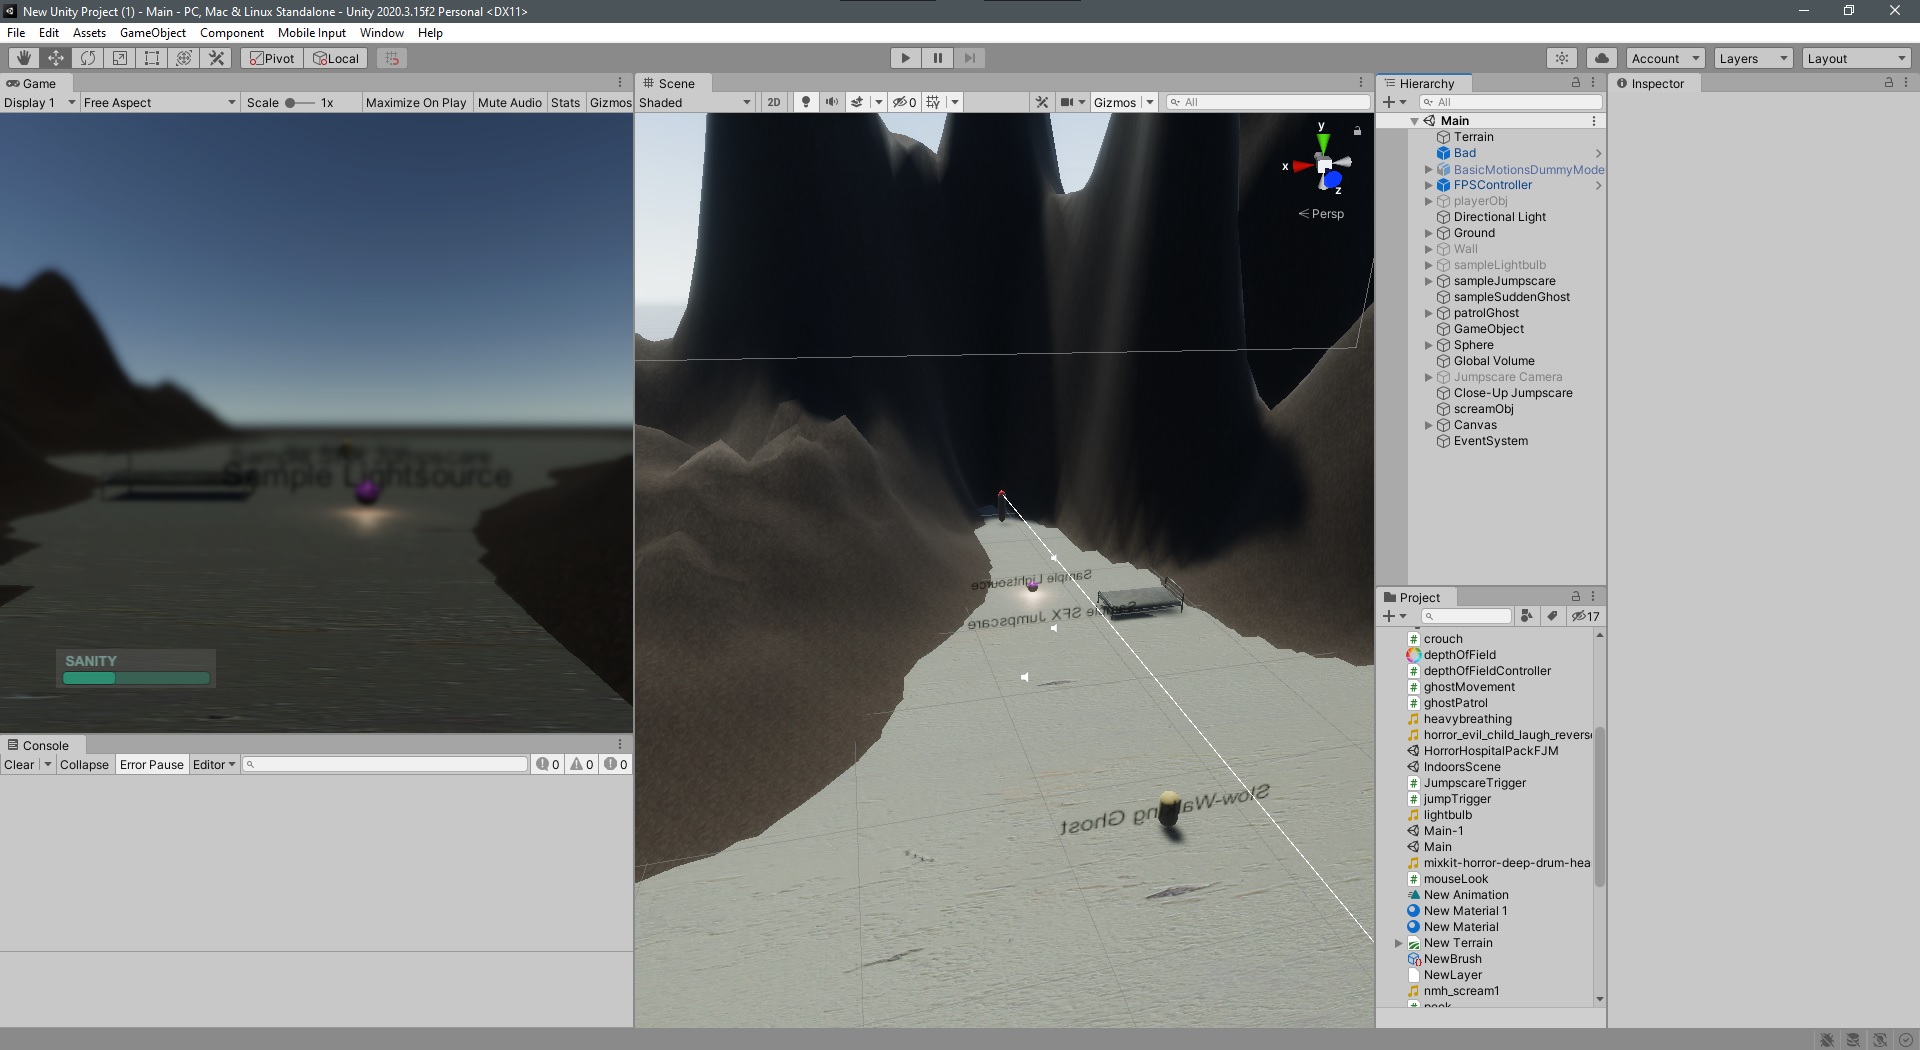 New Unity Project (1) - Main - PC, Mac & Linux Standalone - Unity 2020.3.15f2 Personal <DX11>
File Edit Assets GameObject Component Mobile Input Window Help
Pivot Local Account Layers Layout
Game
Display 1 Free Aspect Scale 1x Maximize On Play Mute Audio Stats Gizmos
Sample SFX Jumpscare
Sample Lightsource
SANITY
Console
Clear Collapse Error Pause Editor 0 0 0
Scene
Shaded 2D 0 Gizmos All
y
x
z
Persp
Sample Lightsource
Sample SFX Jumpscare
Slow-Walking Ghost
Hierarchy
All
Main
Terrain
Bad
BasicMotionsDummyMode
FPSController
playerObj
Directional Light
Ground
Wall
sampleLightbulb
sampleJumpscare
sampleSuddenGhost
patrolGhost
GameObject
Sphere
Global Volume
Jumpscare Camera
Close-Up Jumpscare
screamObj
Canvas
EventSystem
Project
17
crouch
depthOfField
depthOfFieldController
ghostMovement
ghostPatrol
heavybreathing
horror_evil_child_laugh_reverse
HorrorHospitalPackFJM
IndoorsScene
JumpscareTrigger
jumpTrigger
lightbulb
Main-1
Main
mixkit-horror-deep-drum-hea
mouseLook
New Animation
New Material 1
New Material
New Terrain
NewBrush
NewLayer
nmh_scream1
Inspector